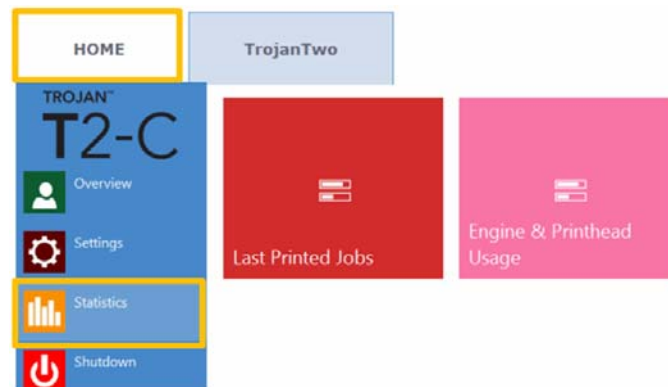 HOME
TrojanTwo
TROJAN™
T2-C
Overview
Settings
Statistics
Shutdown
Last Printed Jobs
Engine & Printhead
Usage